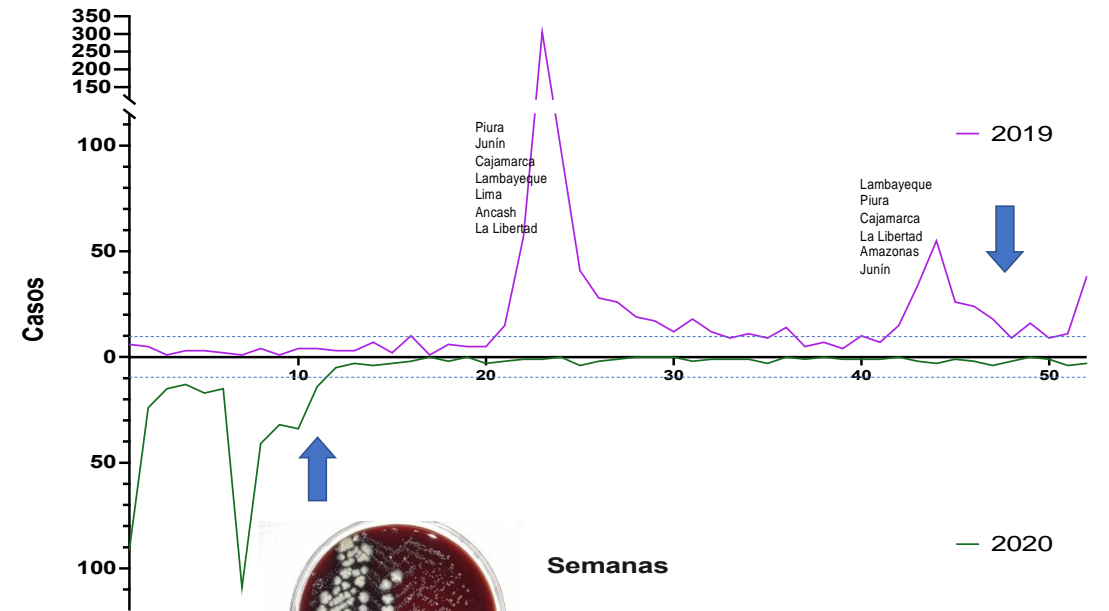 350
300
250
200
150
100
50
0
50
100
Casos
Piura
Junín
Cajamarca
Lambayeque
Lima
Ancash
La Libertad
Lambayeque
Piura
Cajamarca
La Libertad
Amazonas
Junín
2019
10
20
30
40
50
Semanas
2020